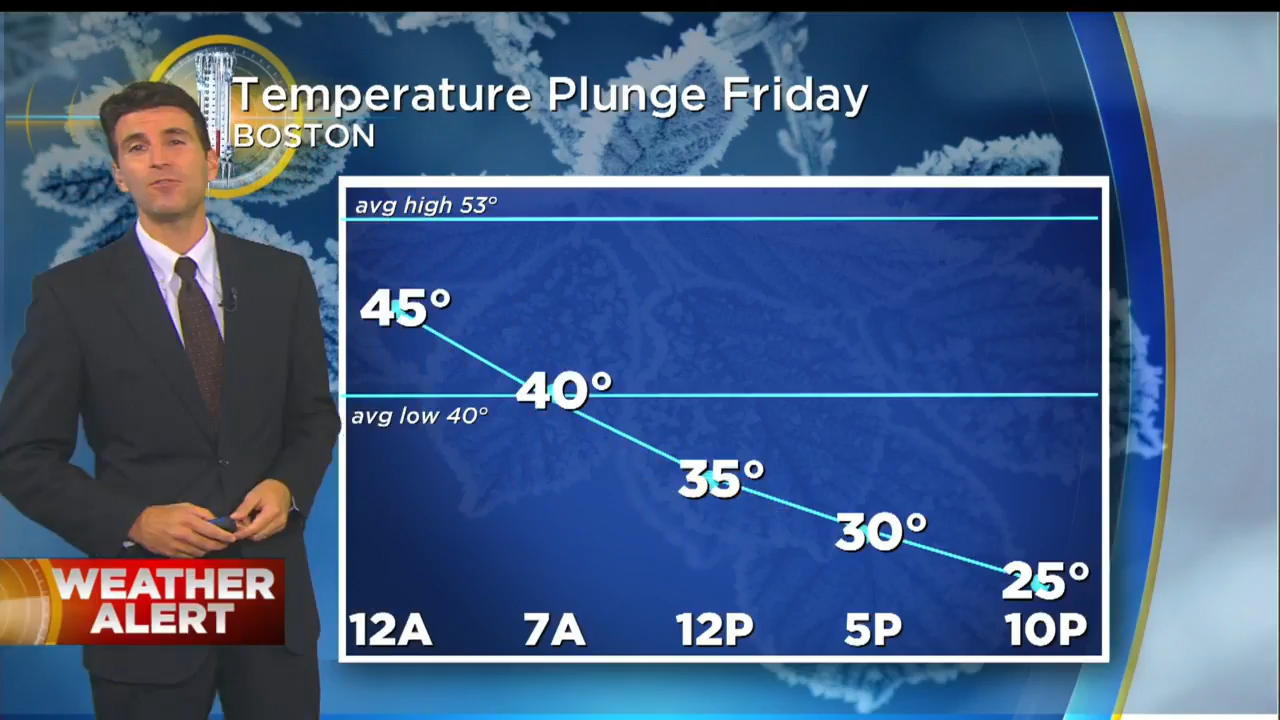 Temperature Plunge Friday
BOSTON
avg high 53°
45°
40°
avg low 40°
35°
30°
25°
12A 7A 12P 5P 10P
WEATHER
ALERT